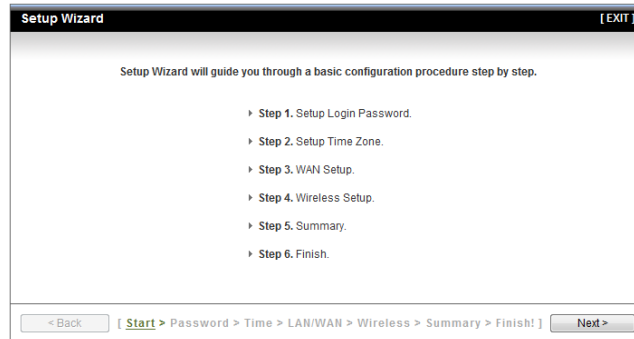 Setup Wizard [ EXIT ]
Setup Wizard will guide you through a basic configuration procedure step by step.
Step 1. Setup Login Password.
Step 2. Setup Time Zone.
Step 3. WAN Setup.
Step 4. Wireless Setup.
Step 5. Summary.
Step 6. Finish.
< Back [ Start > Password > Time > LAN/WAN > Wireless > Summary > Finish! ] Next >